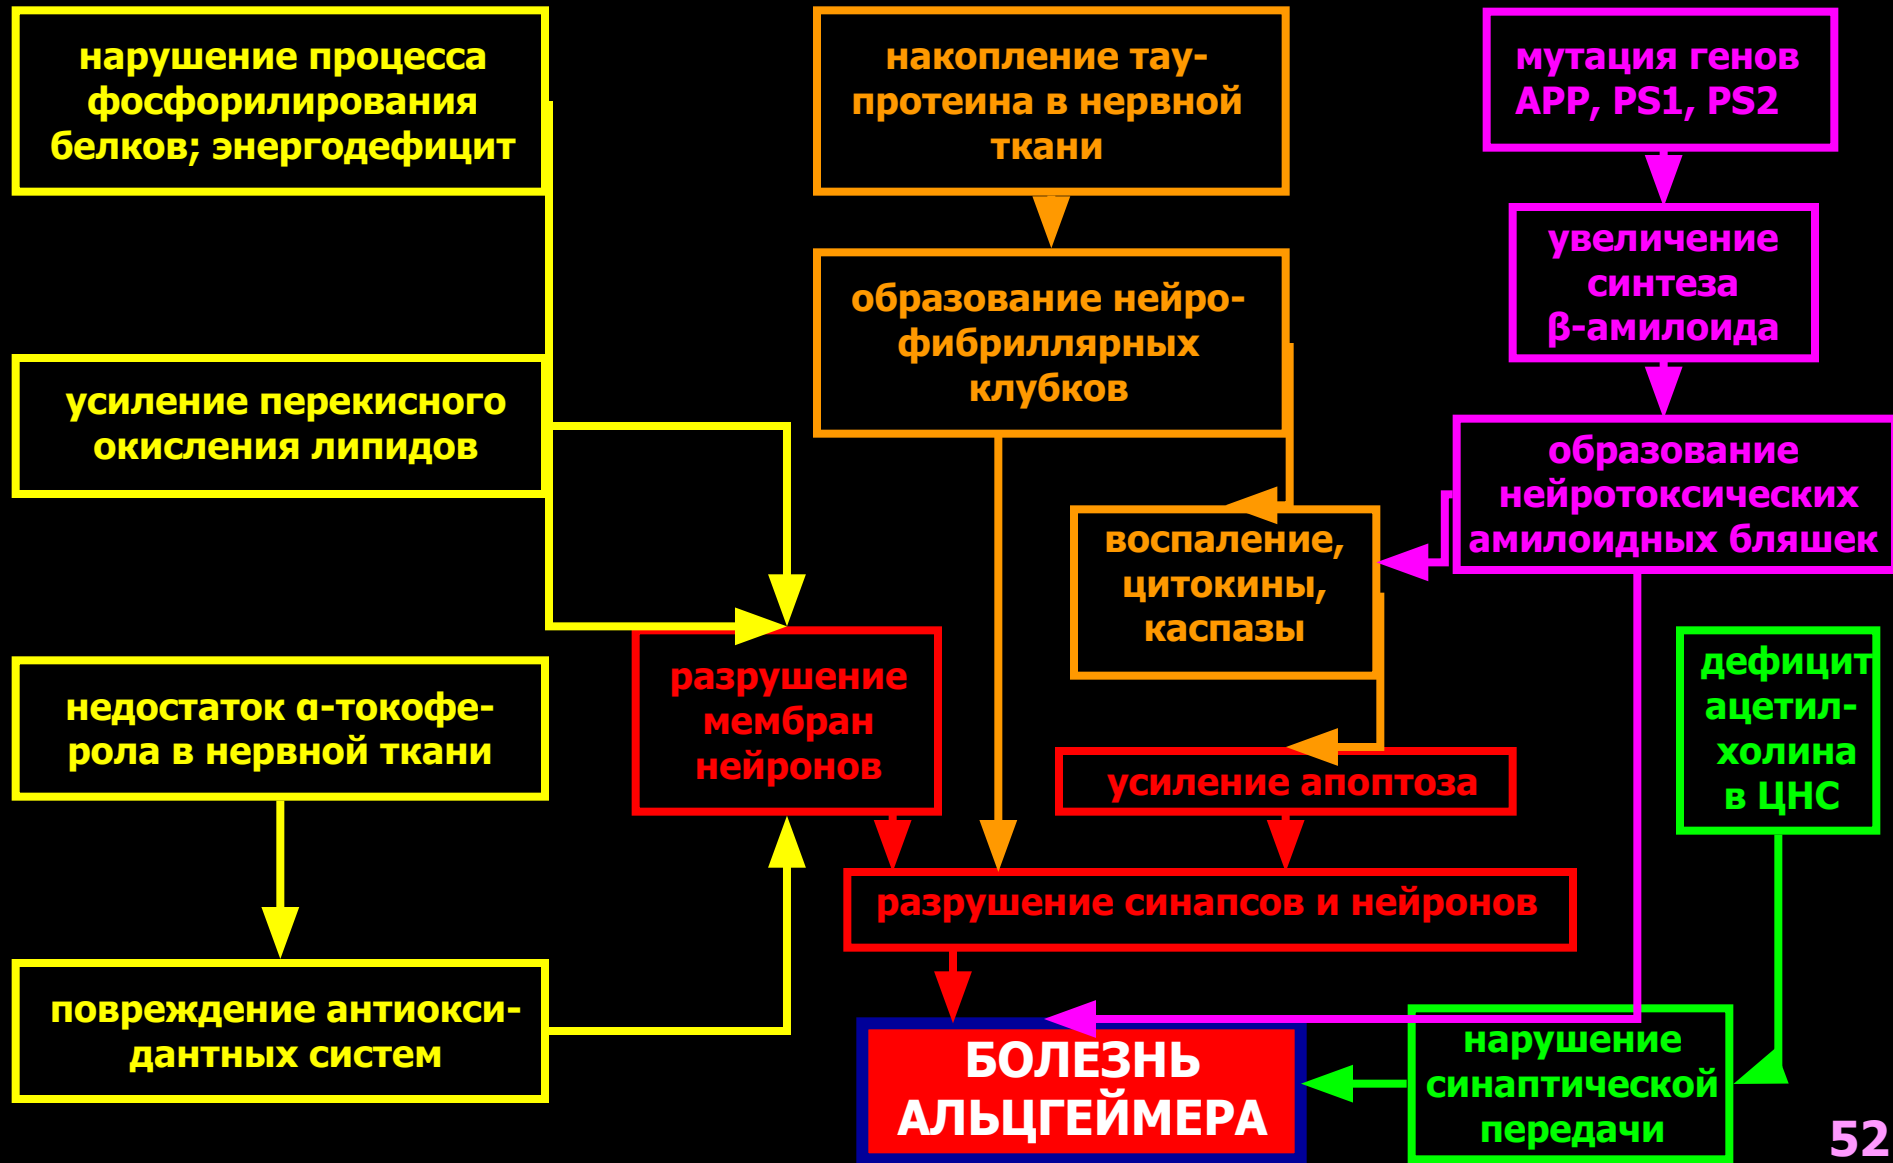 нарушение процесса
фосфорилирования
белков; энергодефицит
накопление тау-
протеина в нервной
ткани
мутация генов
APP, PS1, PS2
увеличение
синтеза
β-амилоида
образование нейро-
фибриллярных
клубков
усиление перекисного
окисления липидов
образование
нейротоксических
амилоидных бляшек
воспаление,
цитокины,
каспазы
разрушение
мембран
нейронов
недостаток α-токофе-
рола в нервной ткани
дефицит
ацетил-
холина
в ЦНС
усиление апоптоза
разрушение синапсов и нейронов
повреждение антиокси-
дантных систем
БОЛЕЗНЬ
АЛЬЦГЕЙМЕРА
нарушение
синаптической
передачи
52